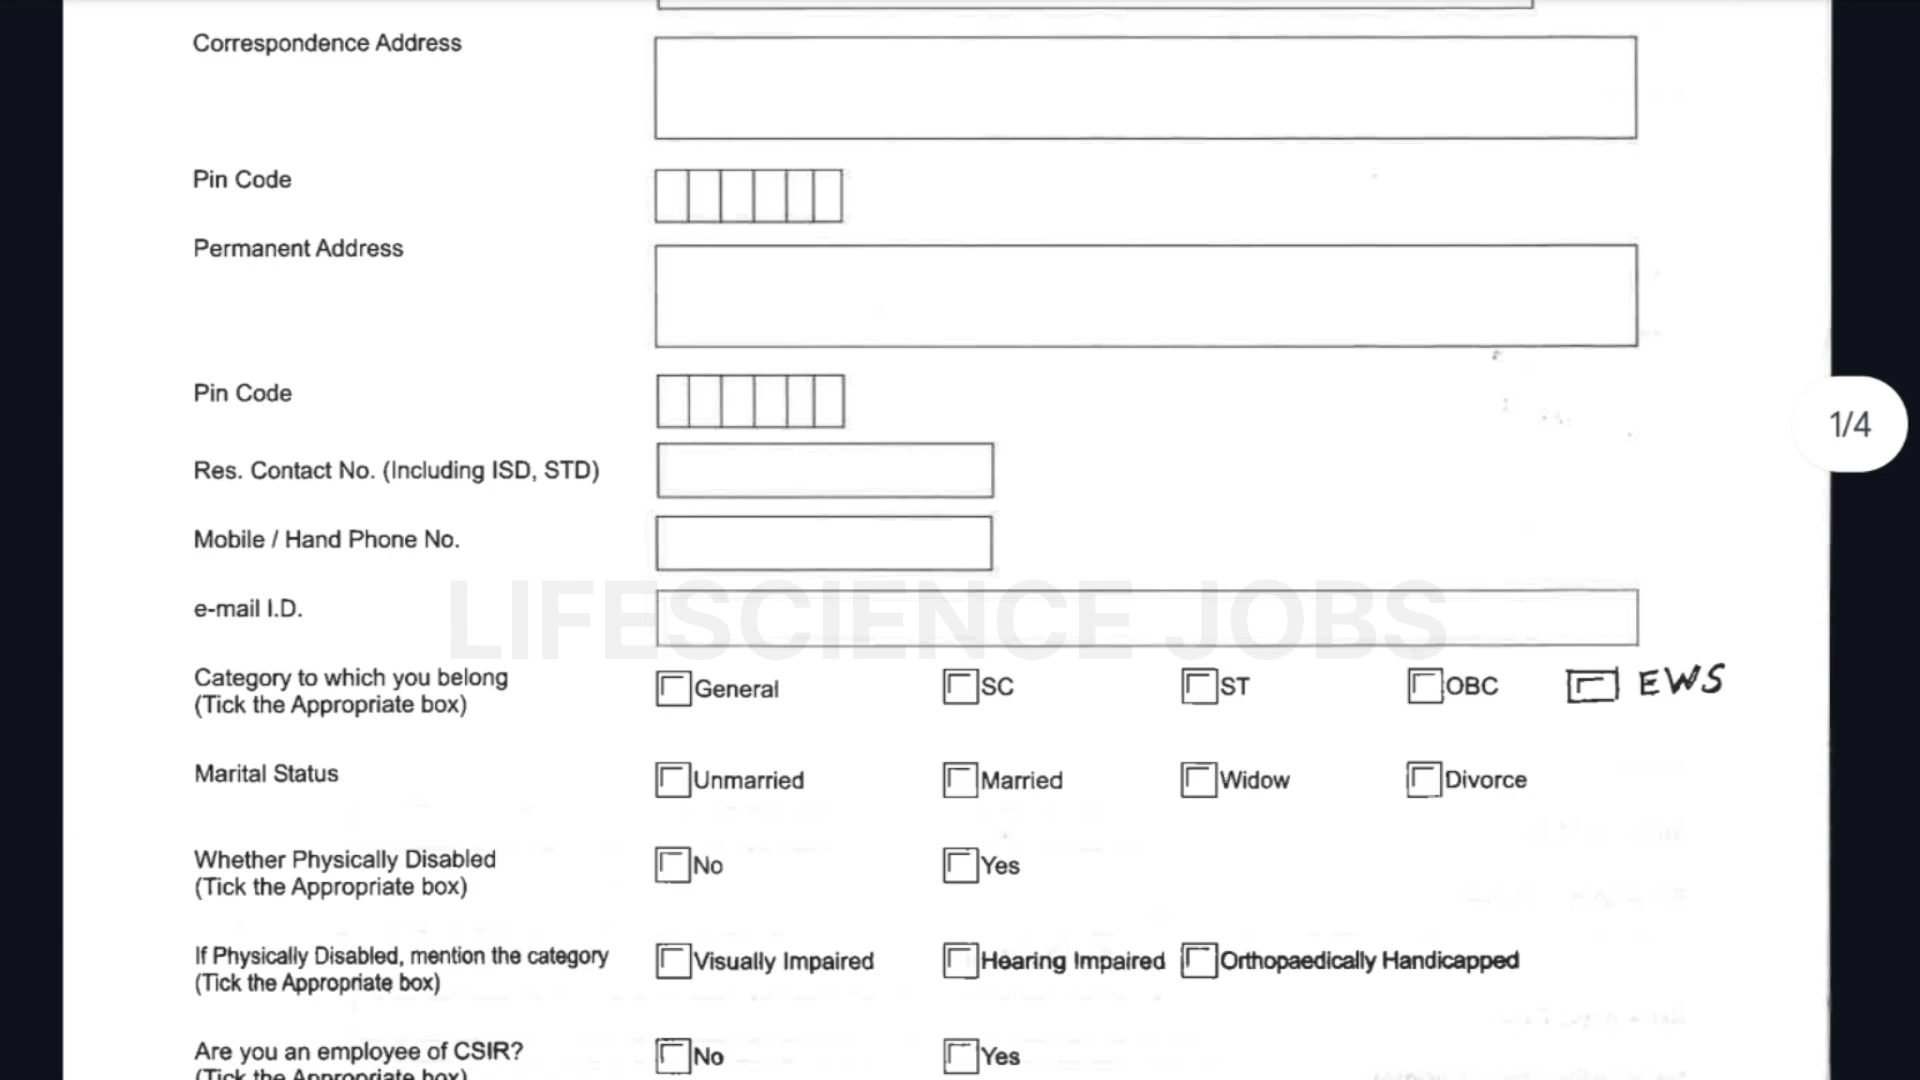 Correspondence Address
Pin Code
Permanent Address
Pin Code
1/4
Res. Contact No. (Including ISD, STD)
Mobile / Hand Phone No.
LIFESCIENCE JOBS
e-mail I.D.
Category to which you belong
(Tick the Appropriate box)
General SC ST OBC EWS
Marital Status
Unmarried Married Widow Divorce
Whether Physically Disabled
(Tick the Appropriate box)
No Yes
If Physically Disabled, mention the category
(Tick the Appropriate box)
Visually Impaired Hearing Impaired Orthopaedically Handicapped
Are you an employee of CSIR?
(Tick the Appropriate box)
No Yes